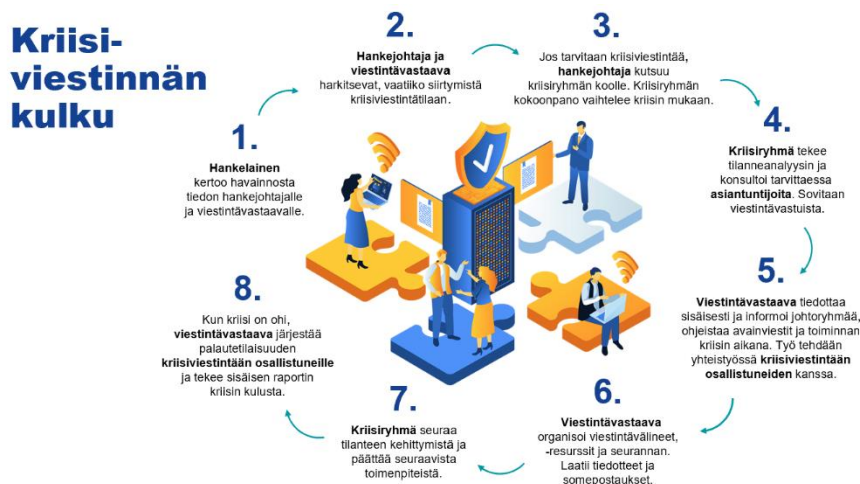 Kriisi-
viestinnän
kulku
1.
Hankelainen
kertoo havainnosta
tiedon hankejohtajalle
ja viestintävastaavalle.
2.
Hankejohtaja ja
viestintävastaava
harkitsevat, vaatiiko siirtymistä
kriisiviestintätilaan.
3.
Jos tarvitaan kriisiviestintää,
hankejohtaja kutsuu
kriisiryhmän koolle. Kriisiryhmän
kokoonpano vaihtelee kriisin mukaan.
4.
Kriisiryhmä tekee
tilanneanalyysin ja
konsultoi tarvittaessa
asiantuntijoita. Sovitaan
viestintävastuista.
5.
Viestintävastaava tiedottaa
sisäisesti ja informoi johtoryhmää,
ohjeistaa avainviestit ja toiminnan
kriisin aikana. Työ tehdään
yhteistyössä kriisiviestintään
osallistuneiden kanssa.
6.
Viestintävastaava
organisoi viestintävälineet,
-resurssit ja seurannan.
Laatii tiedotteet ja
somepostaukset.
7.
Kriisiryhmä seuraa
tilanteen kehittymistä ja
päättää seuraavista
toimenpiteistä.
8.
Kun kriisi on ohi,
viestintävastaava järjestää
palautetilaisuuden
kriisiviestintään osallistuneille
ja tekee sisäisen raportin
kriisin kulusta.